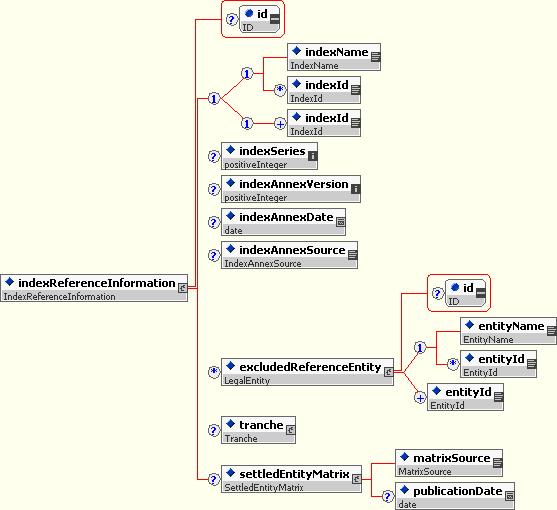 ? id
ID
indexName
IndexName
1
* indexId
IndexId
1
1 + indexId
IndexId
? indexSeries
positiveInteger
? indexAnnexVersion
positiveInteger
? indexAnnexDate
date
? indexAnnexSource
IndexAnnexSource
indexReferenceInformation
IndexReferenceInformation
? id
ID
* excludedReferenceEntity
LegalEntity
1 entityName
EntityName
* entityId
EntityId
+ entityId
EntityId
? tranche
Tranche
? settledEntityMatrix
SettledEntityMatrix
matrixSource
MatrixSource
? publicationDate
date